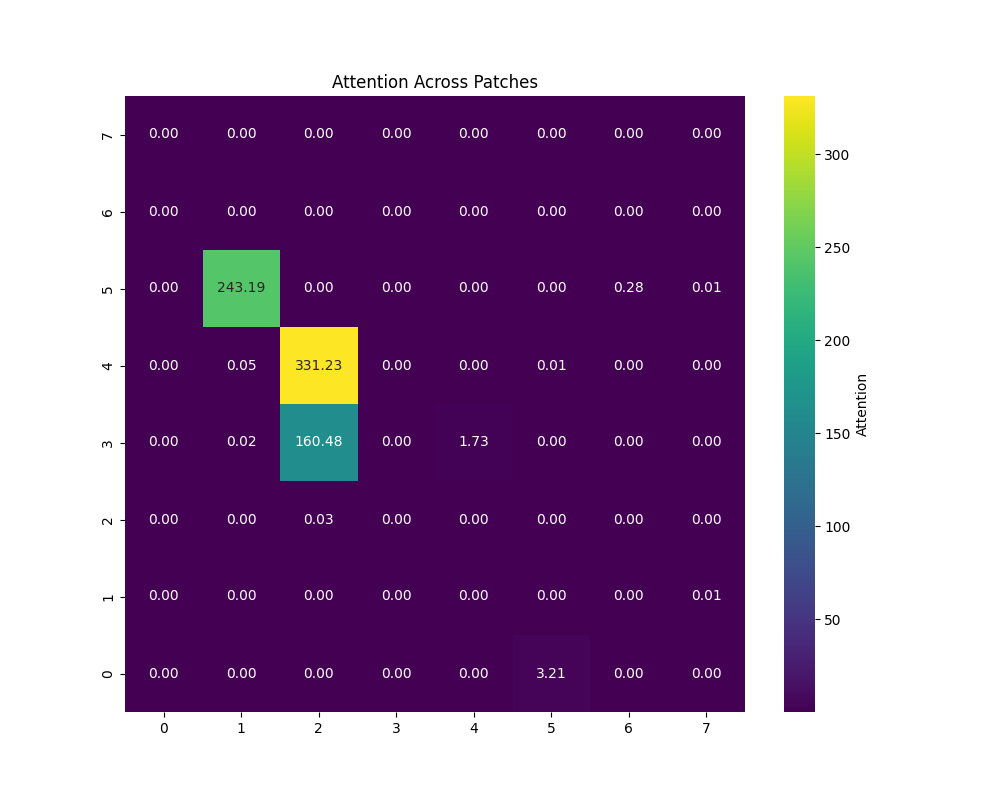 Attention Across Patches
7 0.00 0.00 0.00 0.00 0.00 0.00 0.00 0.00
6 0.00 0.00 0.00 0.00 0.00 0.00 0.00 0.00
5 0.00 243.19 0.00 0.00 0.00 0.00 0.28 0.01
4 0.00 0.05 331.23 0.00 0.00 0.01 0.00 0.00
3 0.00 0.02 160.48 0.00 1.73 0.00 0.00 0.00
2 0.00 0.00 0.03 0.00 0.00 0.00 0.00 0.00
1 0.00 0.00 0.00 0.00 0.00 0.00 0.00 0.01
0 0.00 0.00 0.00 0.00 0.00 3.21 0.00 0.00
0 1 2 3 4 5 6 7
300
250
200
150
100
50
Attention